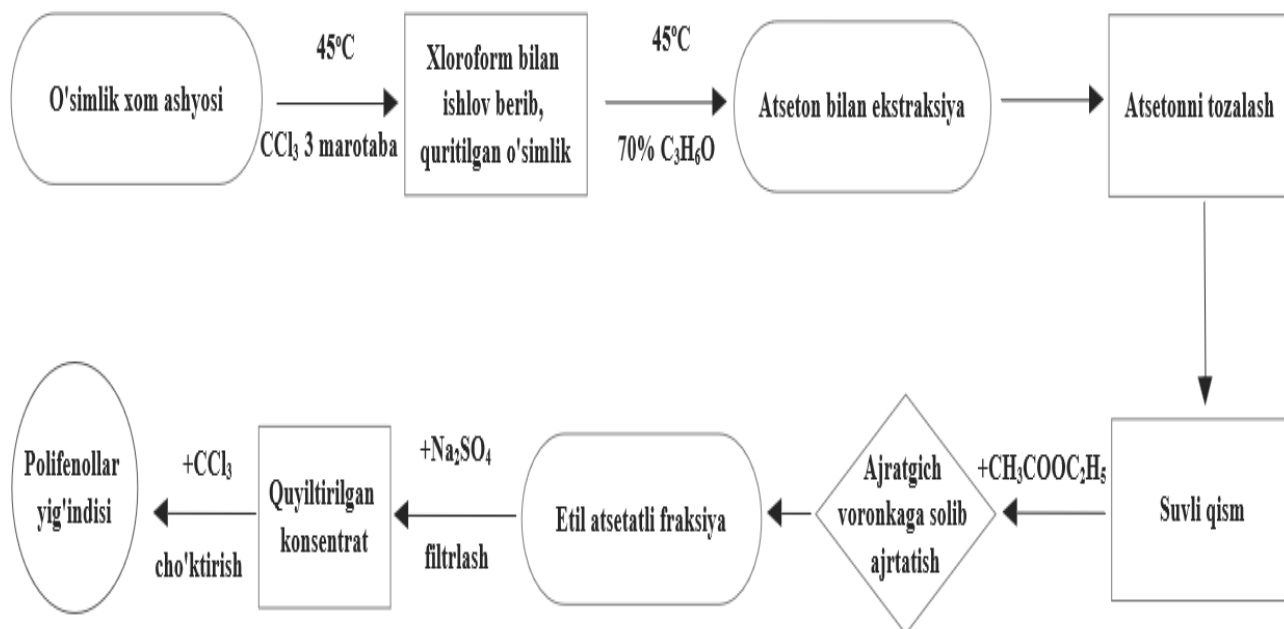 O'simlik xom ashyosi
45⁰C
CCl₃ 3 marotaba
Xloroform bilan
ishlov berib,
quritilgan o'simlik
45⁰C
70% C₃H₆O
Atseton bilan ekstraksiya
Atsetonni tozalash
Suvli qism
+CH₃COOC₂H₅
Ajratgich
voronkaga solib
ajrtatish
Etil atsetatli fraksiya
+Na₂SO₄
filtrlash
Quyiltirilgan
konsentrat
+CCl₃
cho'ktirish
Polifenollar
yig'indisi